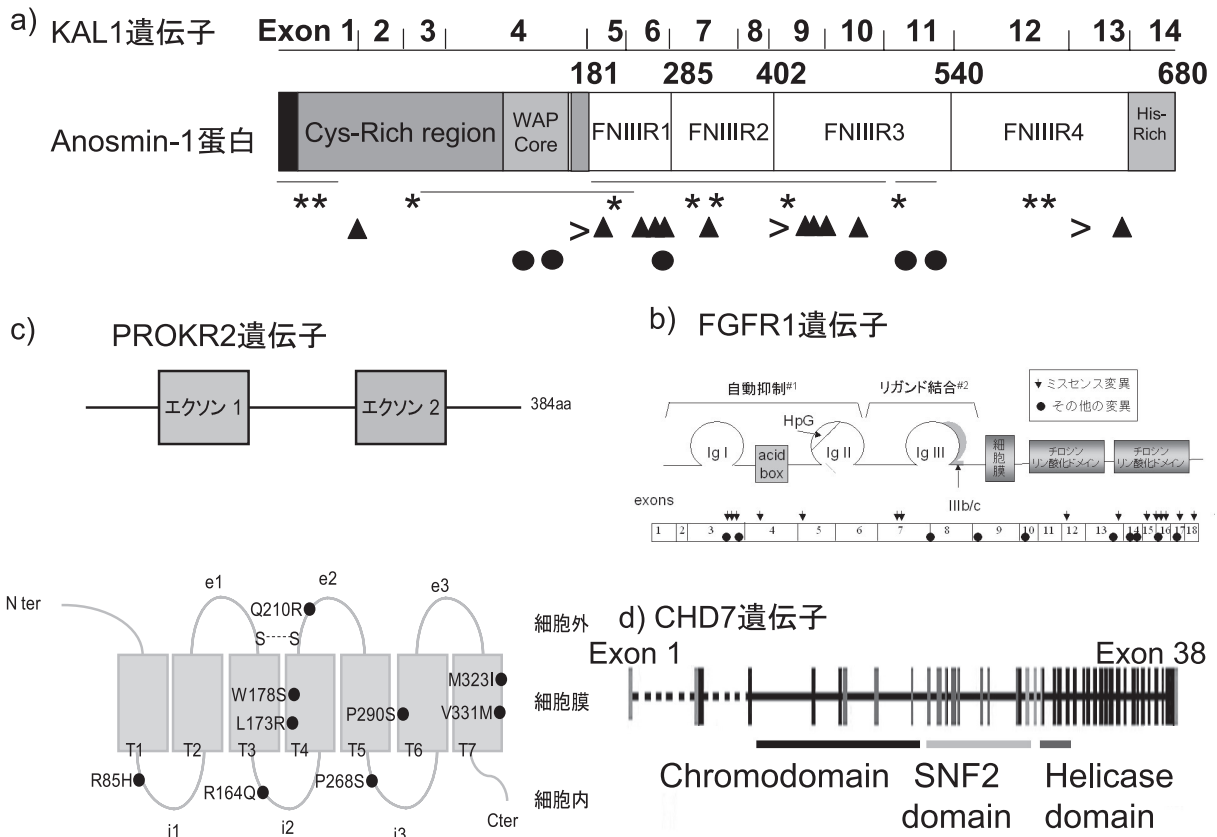 a) KAL1遺伝子
Exon 1 2 3 4 5 6 7 8 9 10 11 12 13 14
181 285 402 540 680
Anosmin-1蛋白
Cys-Rich region
WAP Core
FNIIIR1
FNIIIR2
FNIIIR3
FNIIIR4
His-Rich
* * * * * * * * * *
> > >
c) PROKR2遺伝子
エクソン 1
エクソン 2
384aa
b) FGFR1遺伝子
自動抑制#1
リガンド結合#2
ミスセンス変異
その他の変異
HpG
Ig I
acid box
Ig II
Ig III
細胞膜
チロシン
リン酸化ドメイン
チロシン
リン酸化ドメイン
IIIb/c
exons
1 2 3 4 5 6 7 8 9 10 11 12 13 14 15 16 17 18
N ter
e1
e2
e3
Q210R
S----S
細胞外
W178S
L173R
P290S
M323I
V331M
細胞膜
T1 T2 T3 T4 T5 T6 T7
R85H
R164Q
P268S
Cter
細胞内
i1
i2
i3
d) CHD7遺伝子
Exon 1
Exon 38
Chromodomain
SNF2
domain
Helicase
domain